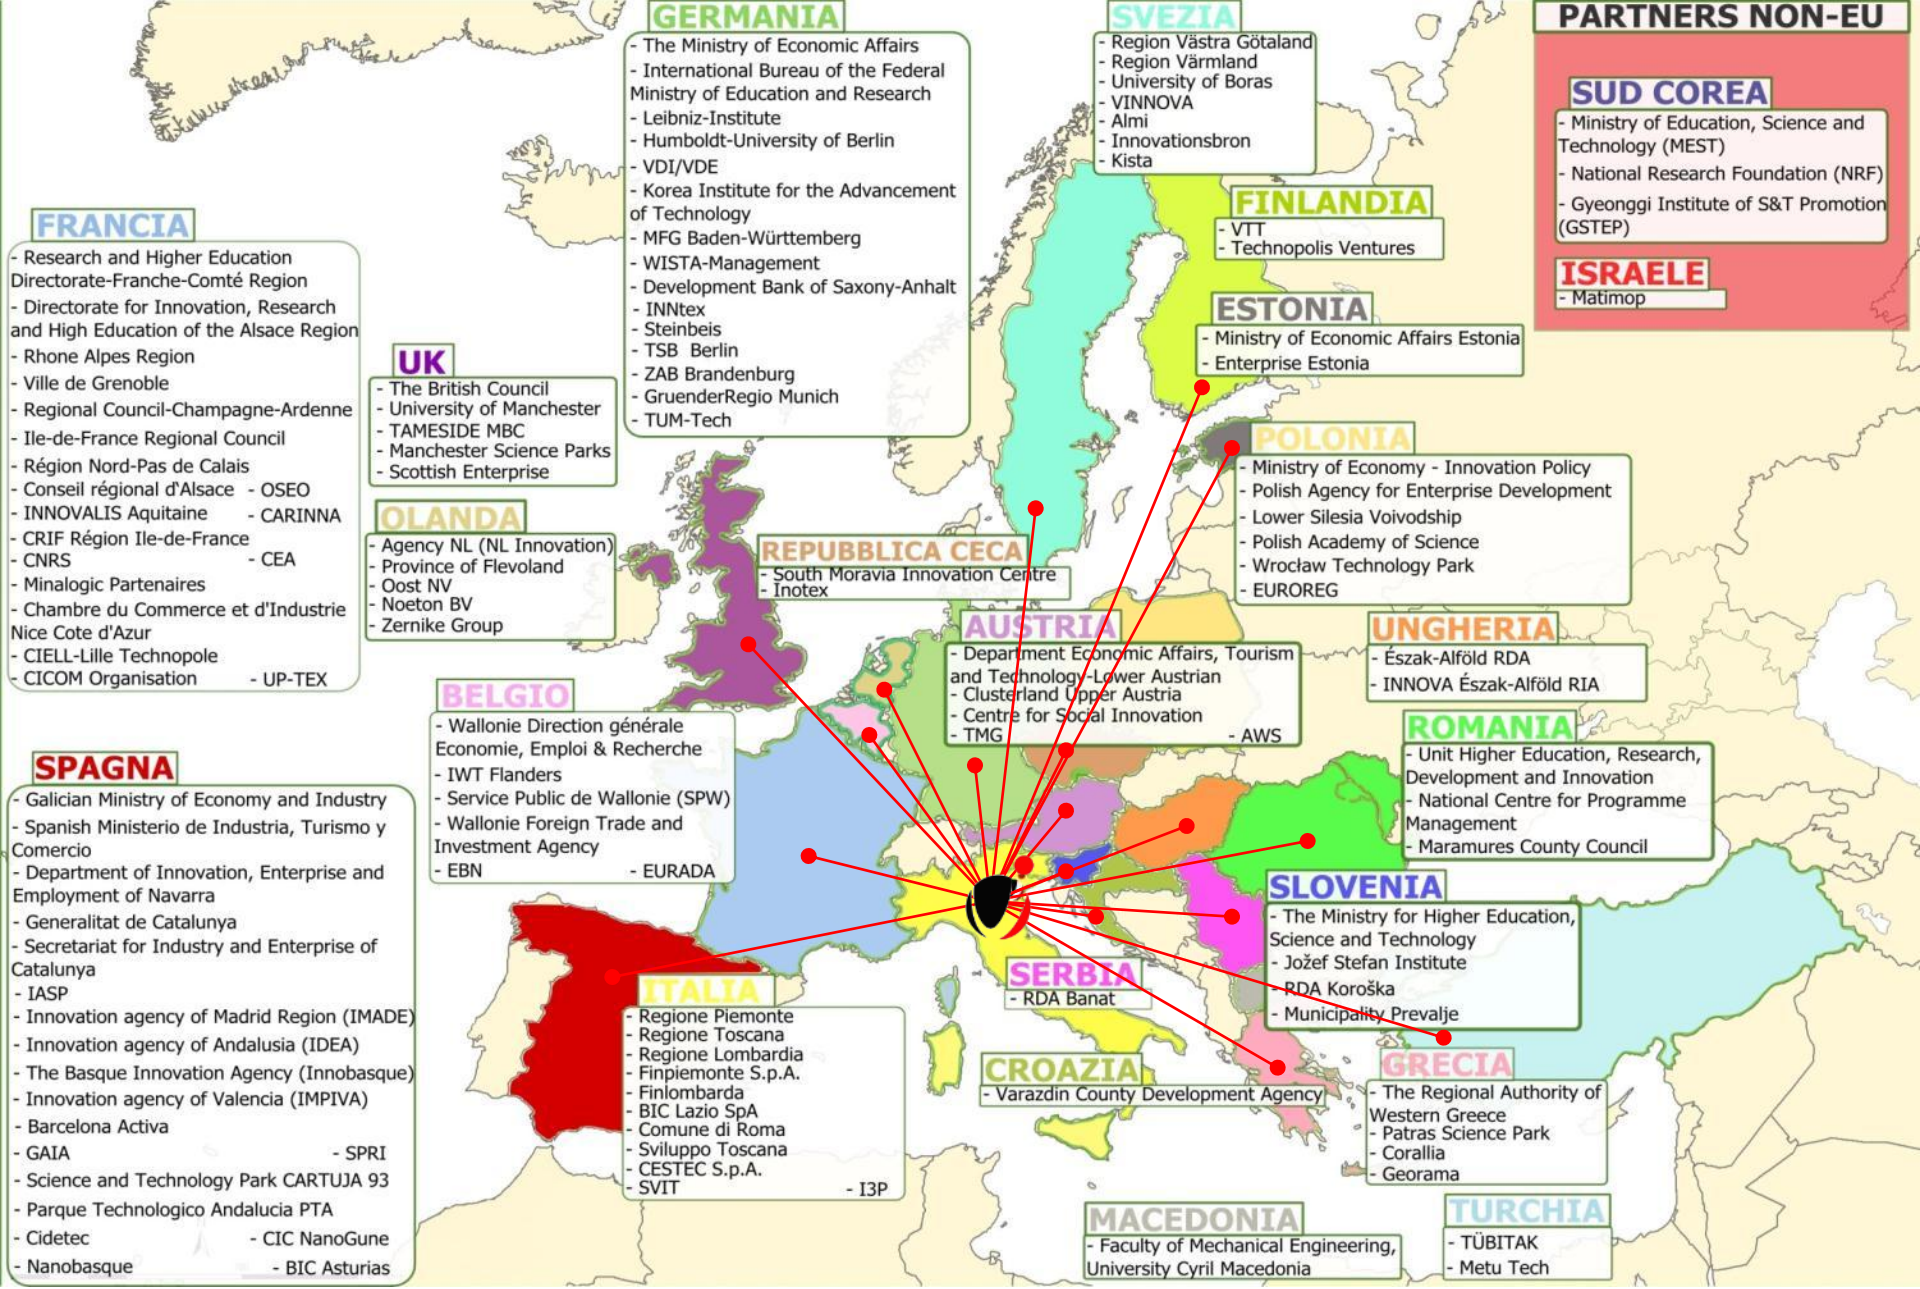 GERMANIA
- The Ministry of Economic Affairs
- International Bureau of the Federal
Ministry of Education and Research
- Leibniz-Institute
- Humboldt-University of Berlin
- VDI/VDE
- Korea Institute for the Advancement
of Technology
- MFG Baden-Württemberg
- WISTA-Management
- Development Bank of Saxony-Anhalt
- INNtex
- Steinbeis
- TSB Berlin
- ZAB Brandenburg
- GruenderRegio Munich
- TUM-Tech
SVEZIA
- Region Västra Götaland
- Region Värmland
- University of Boras
- VINNOVA
- Almi
- Innovationsbron
- Kista
PARTNERS NON-EU
SUD COREA
- Ministry of Education, Science and
Technology (MEST)
- National Research Foundation (NRF)
- Gyeonggi Institute of S&T Promotion
(GSTEP)
ISRAELE
- Matimop
FINLANDIA
- VTT
- Technopolis Ventures
ESTONIA
- Ministry of Economic Affairs Estonia
- Enterprise Estonia
FRANCIA
- Research and Higher Education
Directorate-Franche-Comté Region
- Directorate for Innovation, Research
and High Education of the Alsace Region
- Rhone Alpes Region
- Ville de Grenoble
- Regional Council-Champagne-Ardenne
- Ile-de-France Regional Council
- Région Nord-Pas de Calais
- Conseil régional d'Alsace - OSEO
- INNOVALIS Aquitaine - CARINNA
- CRIF Région Ile-de-France
- CNRS - CEA
- Minalogic Partenaires
- Chambre du Commerce et d'Industrie
Nice Cote d'Azur
- CIELL-Lille Technopole
- CICOM Organisation - UP-TEX
UK
- The British Council
- University of Manchester
- TAMESIDE MBC
- Manchester Science Parks
- Scottish Enterprise
OLANDA
- Agency NL (NL Innovation)
- Province of Flevoland
- Oost NV
- Noeton BV
- Zernike Group
REPUBBLICA CECA
- South Moravia Innovation Centre
- Inotex
POLONIA
- Ministry of Economy - Innovation Policy
- Polish Agency for Enterprise Development
- Lower Silesia Voivodship
- Polish Academy of Science
- Wrocław Technology Park
- EUROREG
AUSTRIA
- Department Economic Affairs, Tourism
and Technology-Lower Austrian
- Clusterland Upper Austria
- Centre for Social Innovation
- TMG - AWS
UNGHERIA
- Észak-Alföld RDA
- INNOVA Észak-Alföld RIA
BELGIO
- Wallonie Direction générale
Economie, Emploi & Recherche
- IWT Flanders
- Service Public de Wallonie (SPW)
- Wallonie Foreign Trade and
Investment Agency
- EBN - EURADA
ROMANIA
- Unit Higher Education, Research,
Development and Innovation
- National Centre for Programme
Management
- Maramures County Council
SPAGNA
- Galician Ministry of Economy and Industry
- Spanish Ministerio de Industria, Turismo y
Comercio
- Department of Innovation, Enterprise and
Employment of Navarra
- Generalitat de Catalunya
- Secretariat for Industry and Enterprise of
Catalunya
- IASP
- Innovation agency of Madrid Region (IMADE)
- Innovation agency of Andalusia (IDEA)
- The Basque Innovation Agency (Innobasque)
- Innovation agency of Valencia (IMPIVA)
- Barcelona Activa
- GAIA - SPRI
- Science and Technology Park CARTUJA 93
- Parque Technologico Andalucia PTA
- Cidetec - CIC NanoGune
- Nanobasque - BIC Asturias
SLOVENIA
- The Ministry for Higher Education,
Science and Technology
- Jožef Stefan Institute
- RDA Koroška
- Municipality Prevalje
ITALIA
- Regione Piemonte
- Regione Toscana
- Regione Lombardia
- Finpiemonte S.p.A.
- Finlombarda
- BIC Lazio SpA
- Comune di Roma
- Sviluppo Toscana
- CESTEC S.p.A.
- SVIT - I3P
SERBIA
- RDA Banat
CROAZIA
- Varazdin County Development Agency
GRECIA
- The Regional Authority of
Western Greece
- Patras Science Park
- Corallia
- Georama
MACEDONIA
- Faculty of Mechanical Engineering,
University Cyril Macedonia
TURCHIA
- TÜBITAK
- Metu Tech